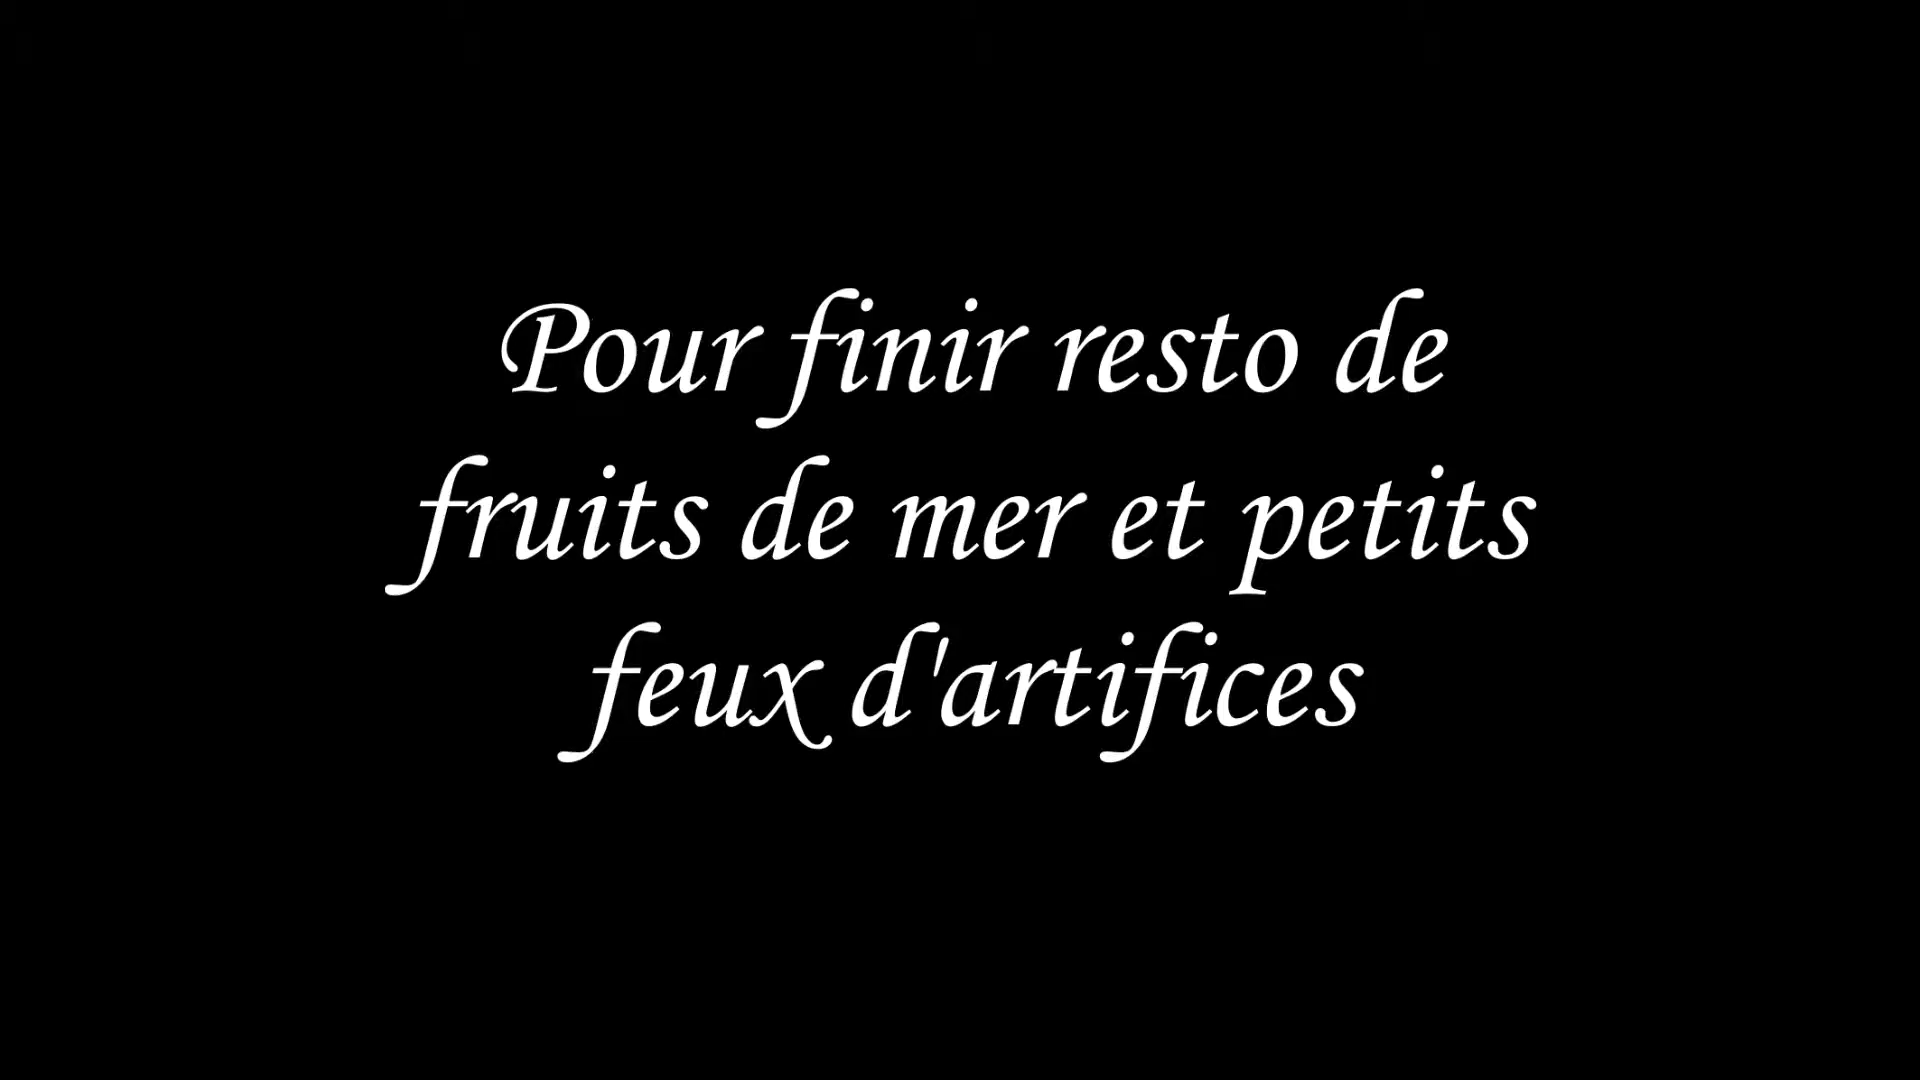 Pour finir resto de
fruits de mer et petits
feux d'artifices